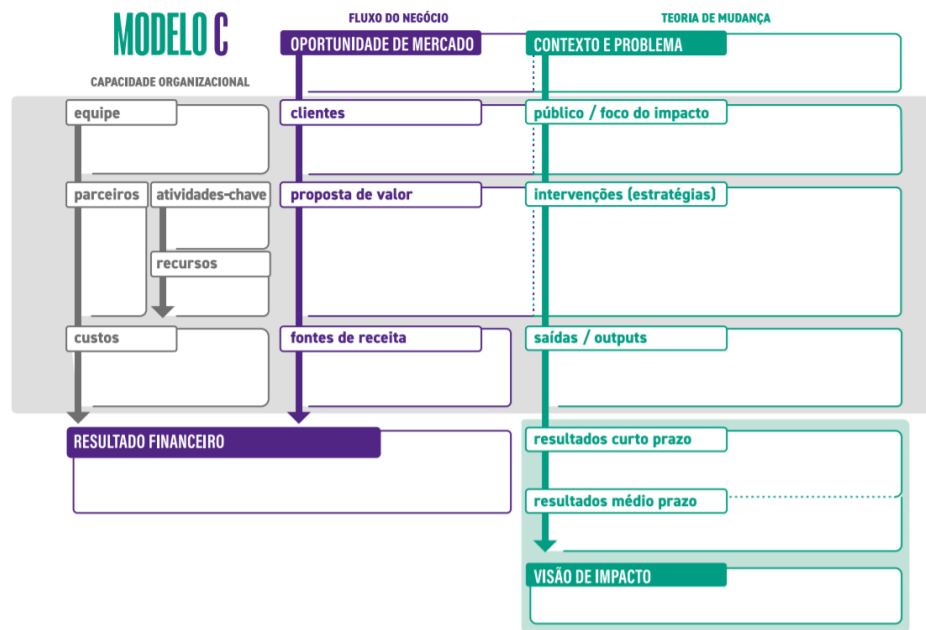 MODELO C
FLUXO DO NEGÓCIO
TEORIA DE MUDANÇA
OPORTUNIDADE DE MERCADO
CONTEXTO E PROBLEMA
CAPACIDADE ORGANIZACIONAL
equipe
clientes
público / foco do impacto
parceiros
atividades-chave
proposta de valor
intervenções (estratégias)
recursos
custos
fontes de receita
saídas / outputs
RESULTADO FINANCEIRO
resultados curto prazo
resultados médio prazo
VISÃO DE IMPACTO